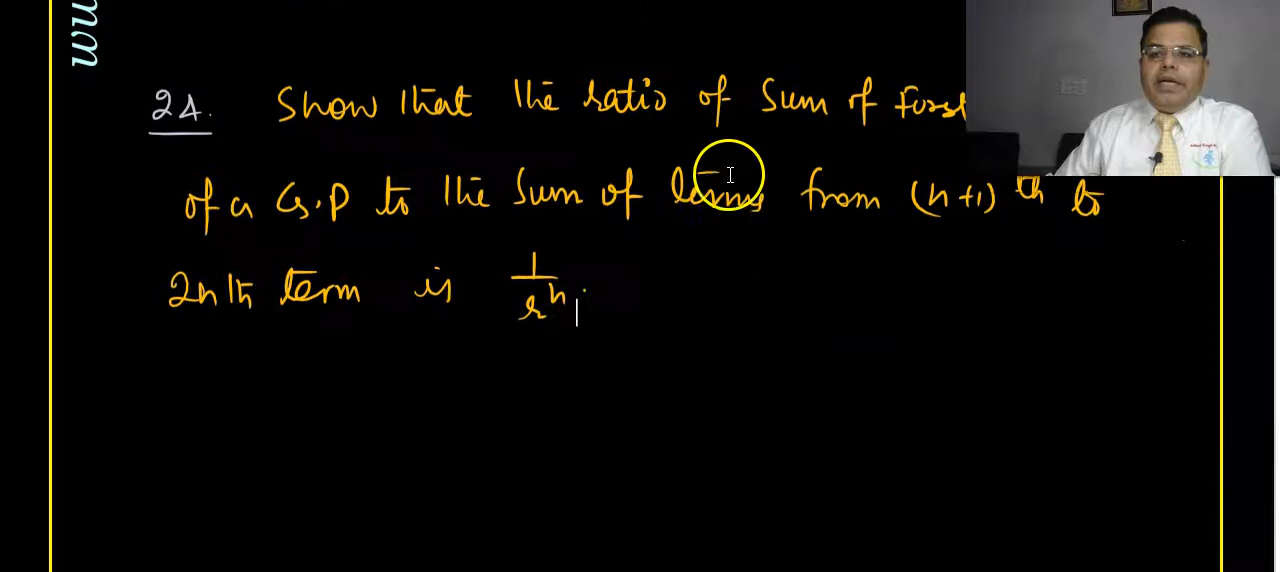 24. Show that the ratio of Sum of First
of a G.P to the Sum of terms from (n+1)th to
2nth term is 1/r^n.